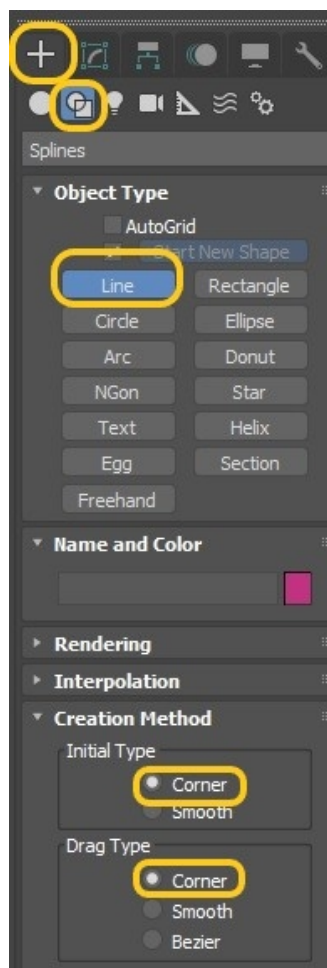 Splines
Object Type
AutoGrid
Start New Shape
Line Rectangle
Circle Ellipse
Arc Donut
NGon Star
Text Helix
Egg Section
Freehand
Name and Color
Rendering
Interpolation
Creation Method
Initial Type
Corner
Smooth
Drag Type
Corner
Smooth
Bezier